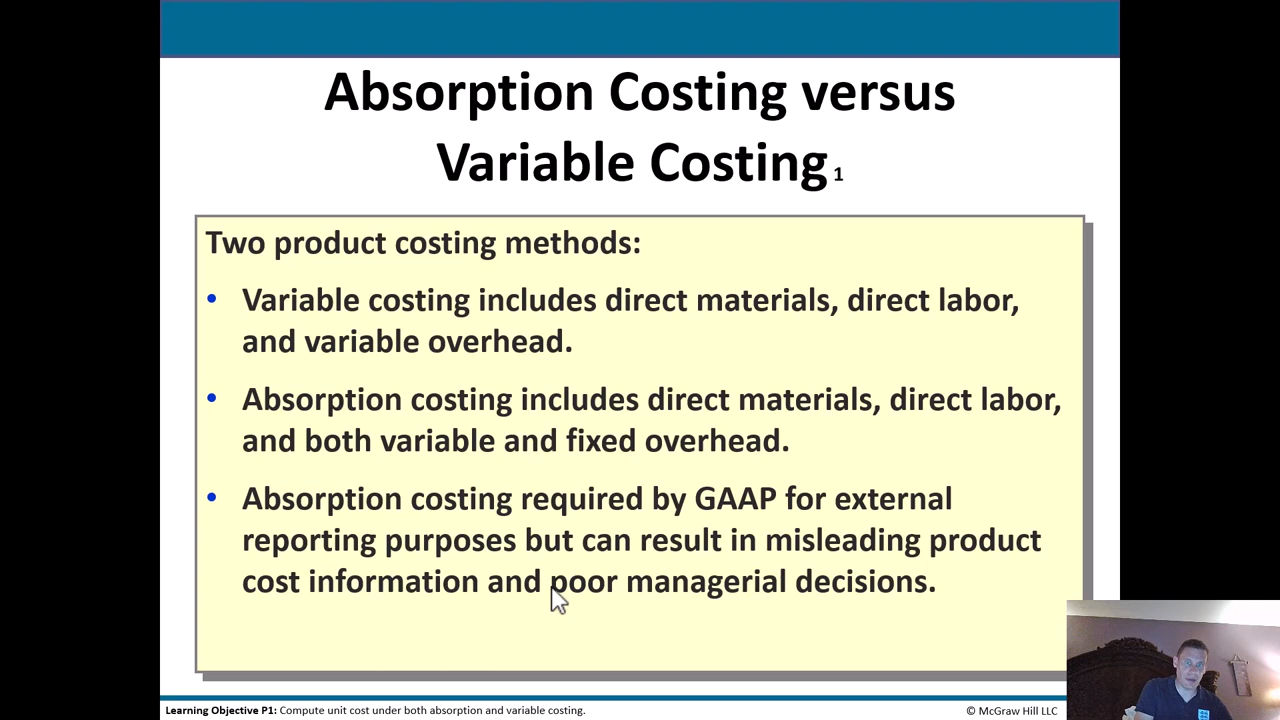 Absorption Costing versus
Variable Costing 1
Two product costing methods:
• Variable costing includes direct materials, direct labor,
and variable overhead.
• Absorption costing includes direct materials, direct labor,
and both variable and fixed overhead.
• Absorption costing required by GAAP for external
reporting purposes but can result in misleading product
cost information and poor managerial decisions.
Learning Objective P1: Compute unit cost under both absorption and variable costing.
© McGraw Hill LLC